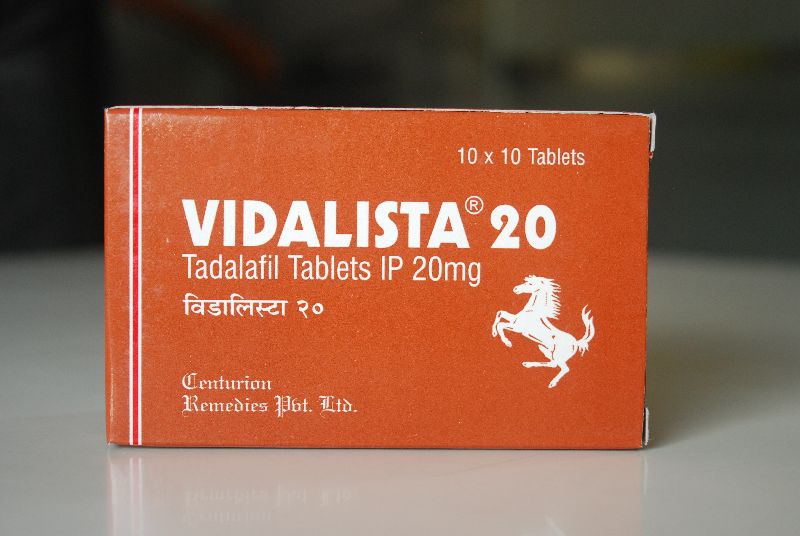 10 x 10 Tablets
VIDALISTA® 20
Tadalafil Tablets IP 20mg
विडालिस्टा २०
Centurion
Remedies Pvt. Ltd.